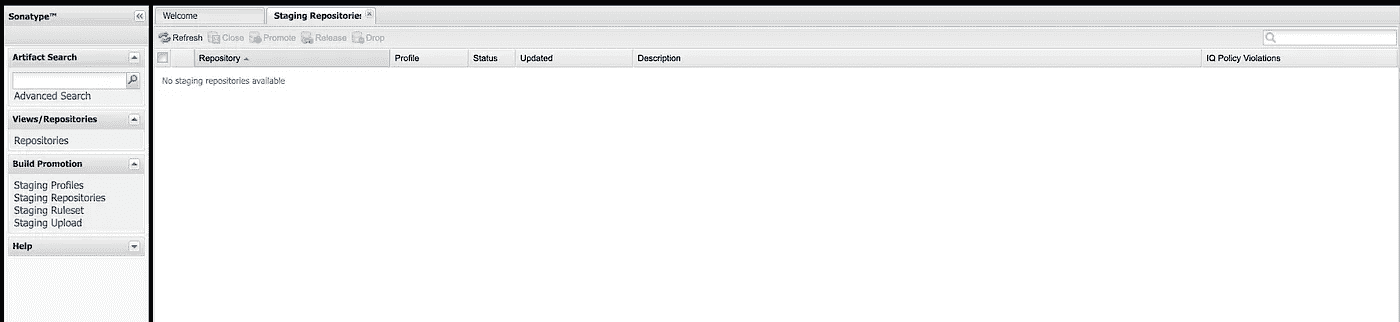 Sonatype™
Welcome
Staging Repositories
Refresh Close Promote Release Drop
Artifact Search
Advanced Search
Views/Repositories
Repositories
Build Promotion
Staging Profiles
Staging Repositories
Staging Ruleset
Staging Upload
Help
Repository Profile Status Updated Description IQ Policy Violations
No staging repositories available